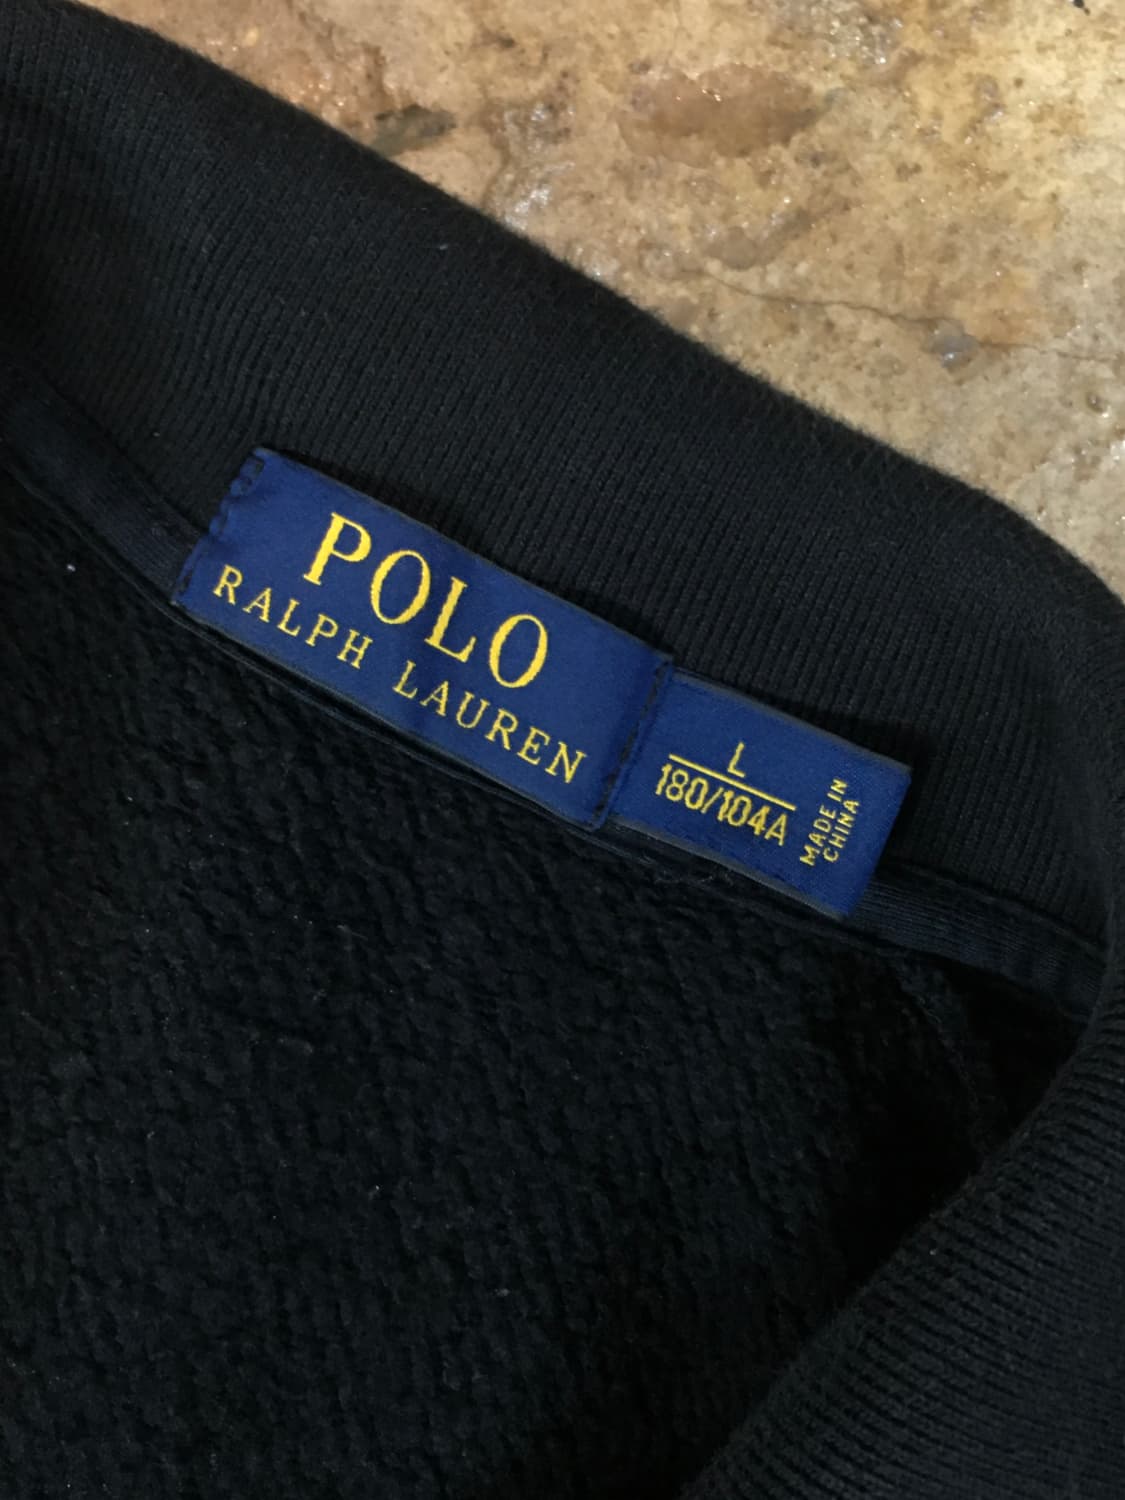 POLO
RALPH LAUREN
L
180/104A
MADE IN
CHINA